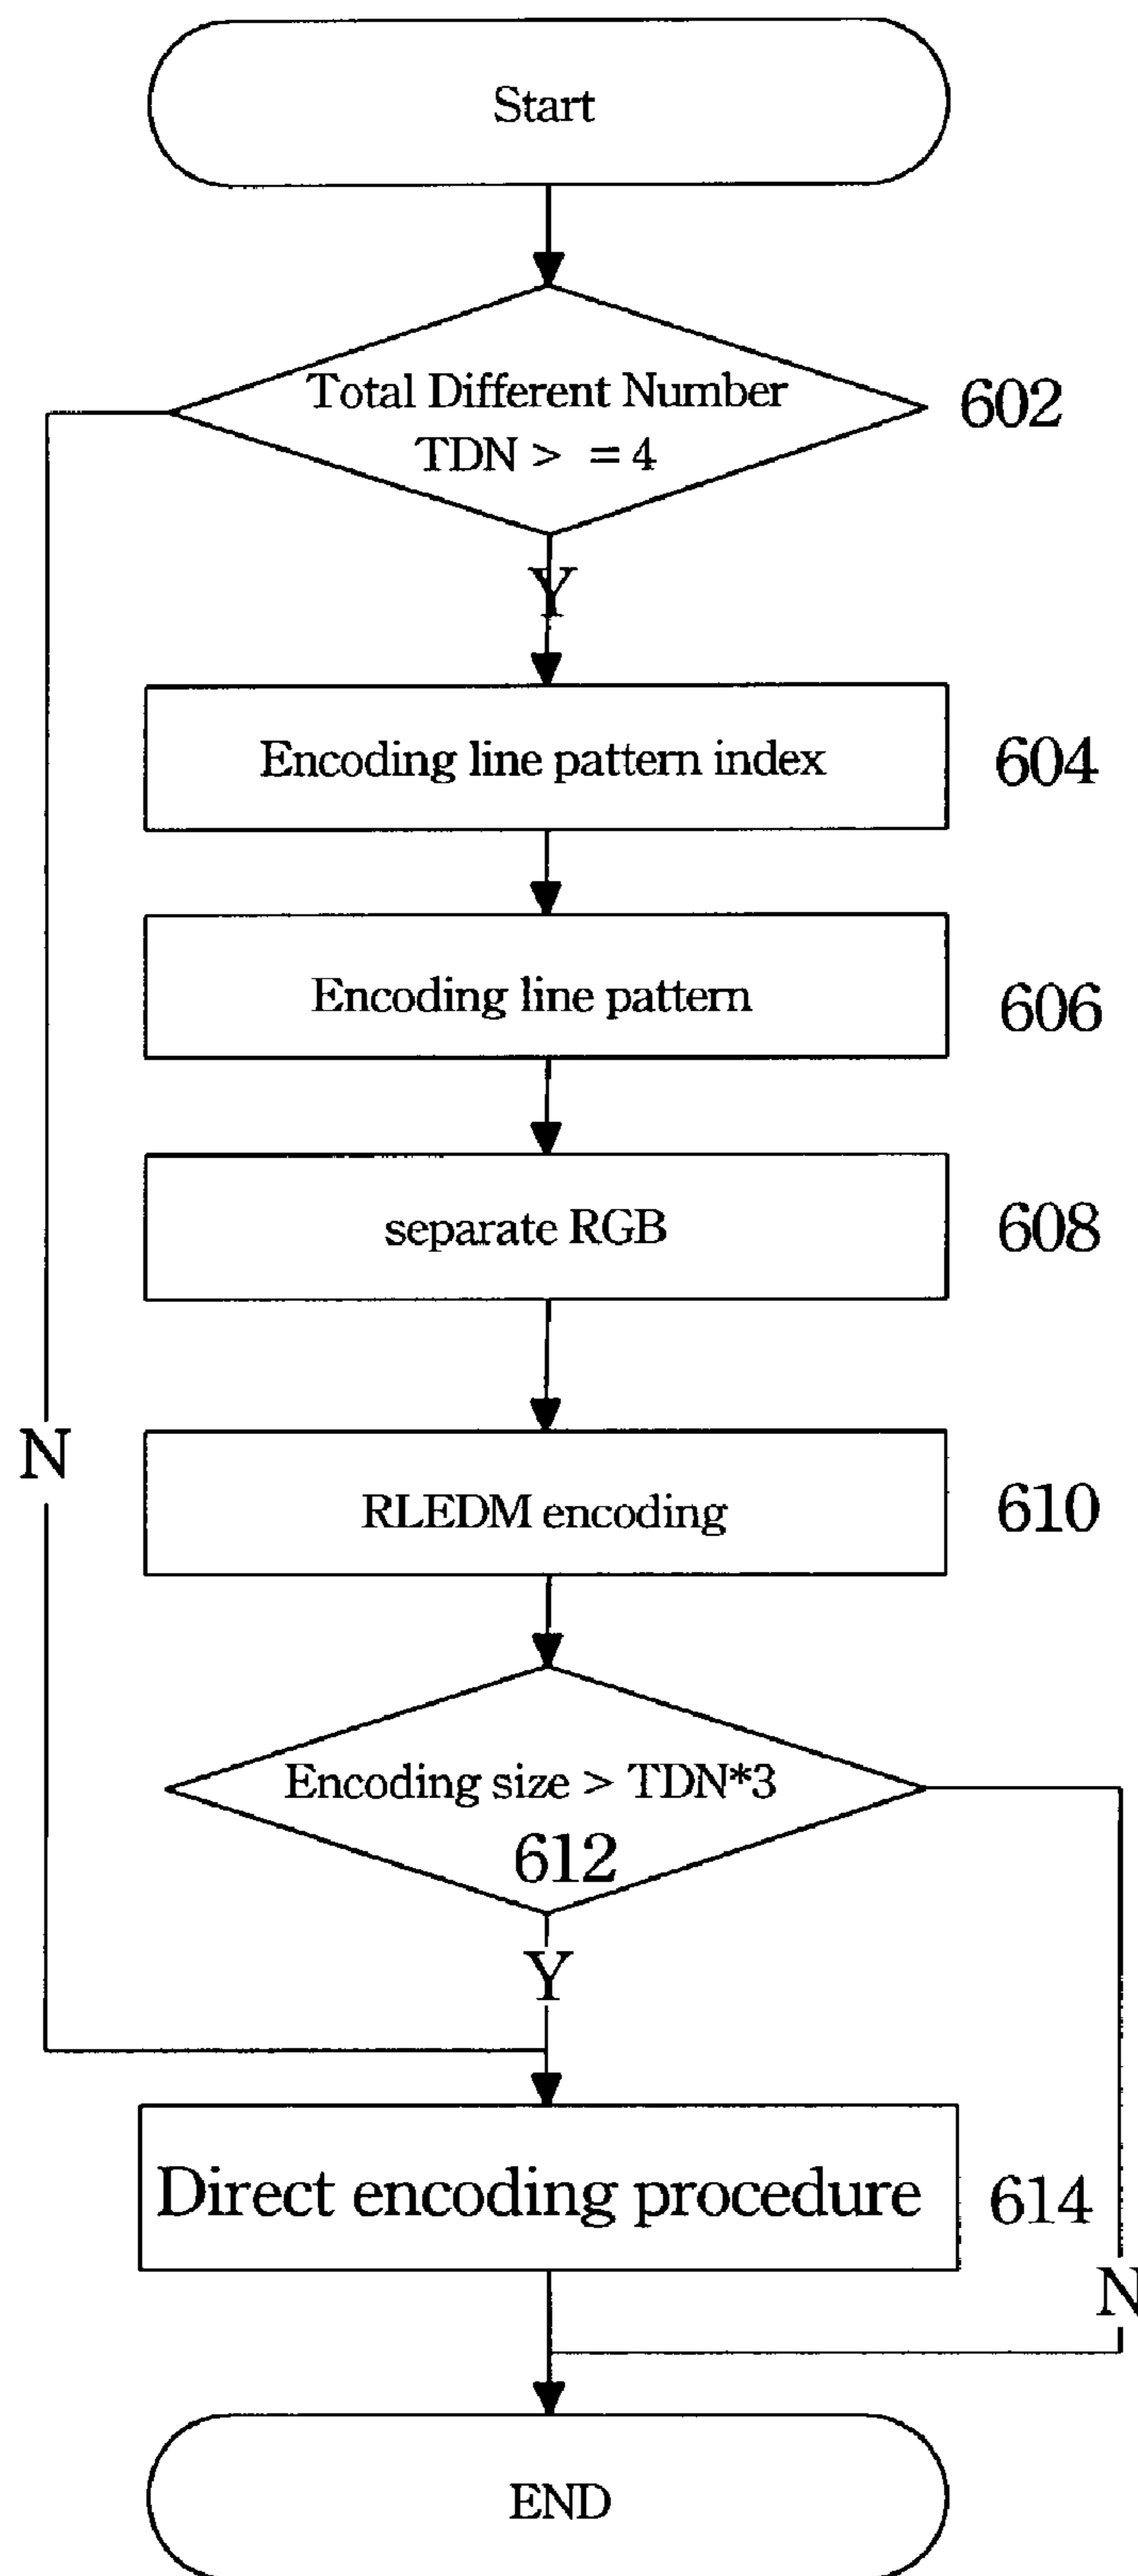 Start
Total Different Number
TDN > = 4
602
Y
Encoding line pattern index
604
Encoding line pattern
606
separate RGB
608
N
RLEDM encoding
610
Encoding size > TDN*3
612
Y
Direct encoding procedure
614
N
END